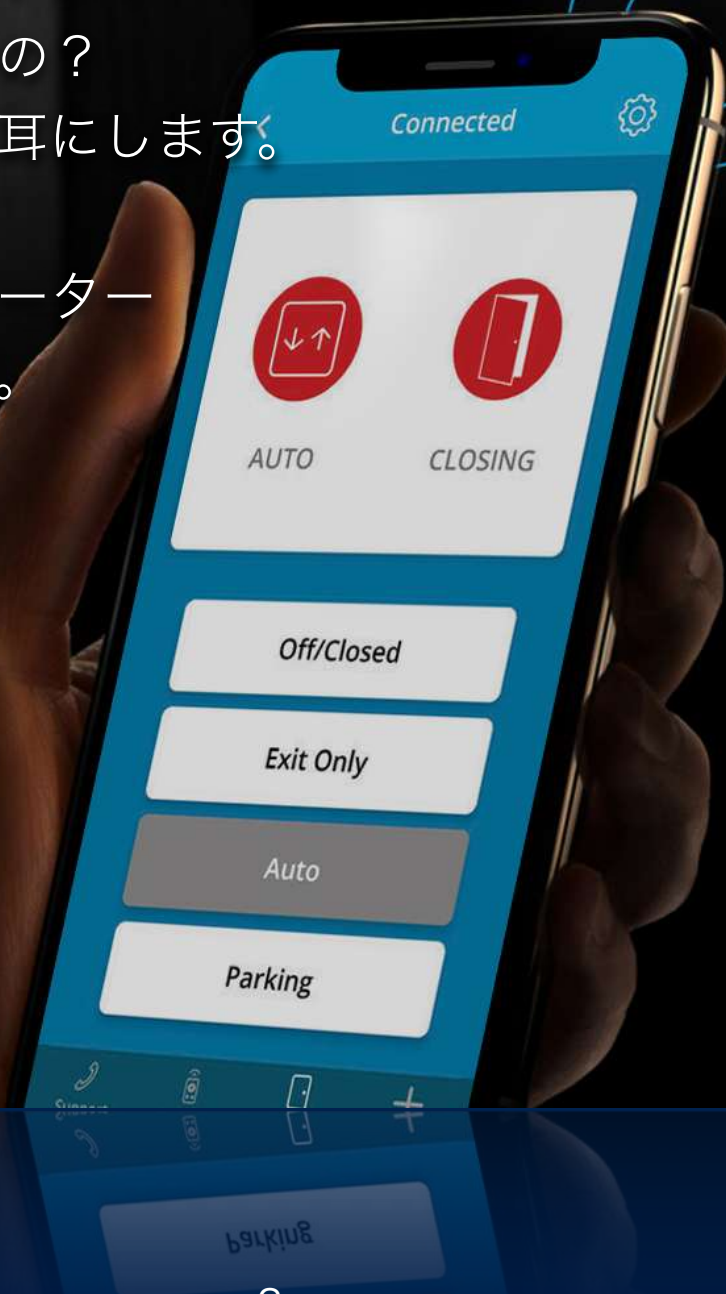 の？
耳にします。
Connected
ーター
。
AUTO CLOSING
Off/Closed
Exit Only
Auto
Parking
Support
Parking